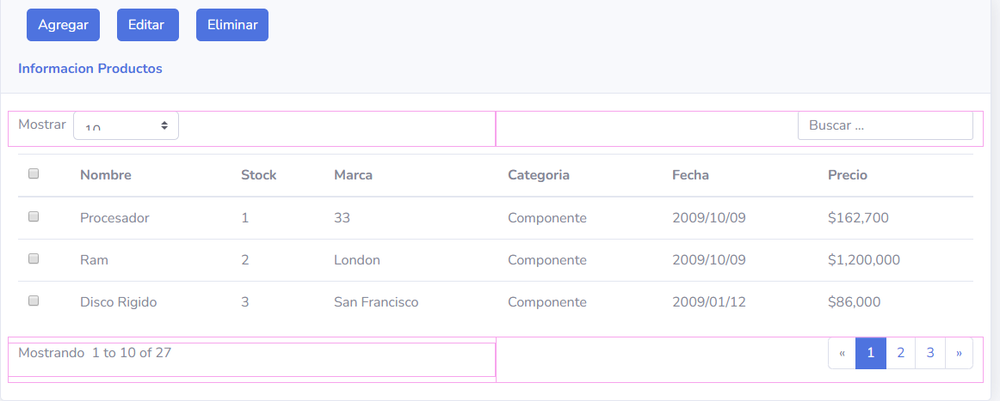 Agregar Editar Eliminar
Informacion Productos
Mostrar 10 Buscar ...
Nombre Stock Marca Categoria Fecha Precio
Procesador 1 33 Componente 2009/10/09 $162,700
Ram 2 London Componente 2009/10/09 $1,200,000
Disco Rigido 3 San Francisco Componente 2009/01/12 $86,000
Mostrando 1 to 10 of 27 « 1 2 3 »